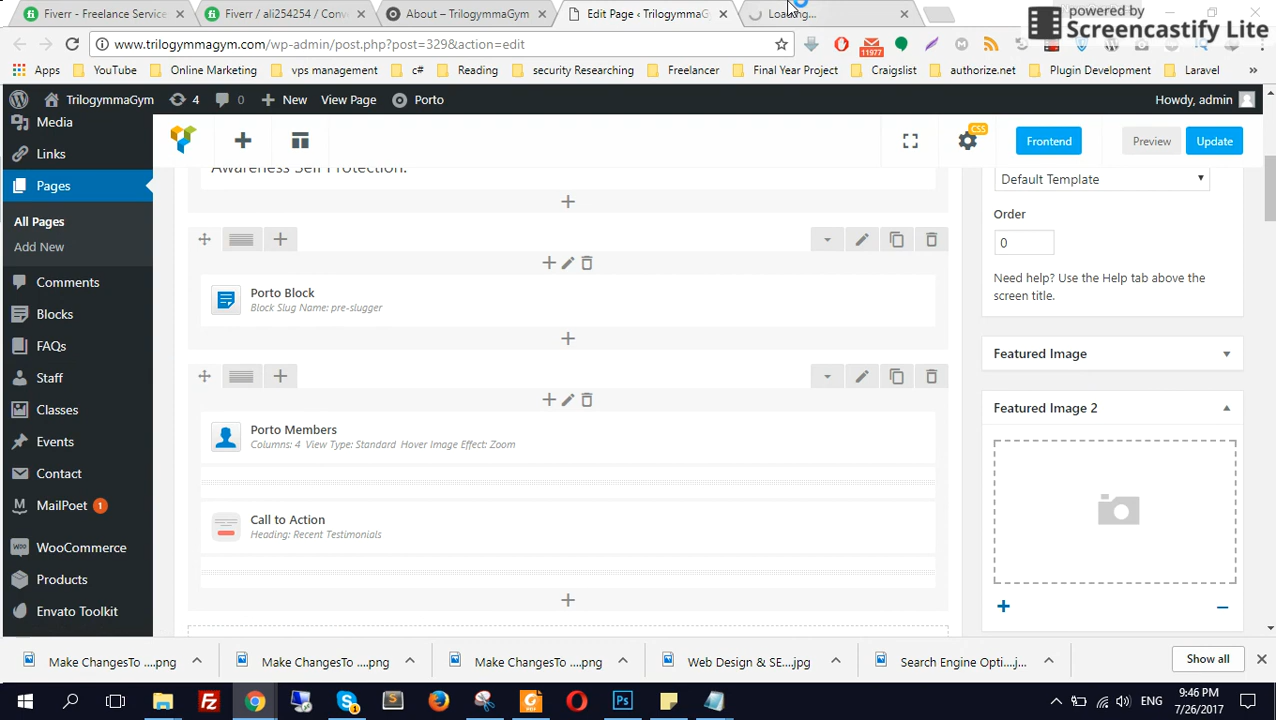 Fiverr - Freelance Service
Fiverr / ali254254 / C
About – Trilogymmagym
Edit Page ‹ Trilogymma
Loading...
powered by
Screencastify Lite
www.trilogymmagym.com/wp-admin/post.php?post=329&action=edit
11977
Apps YouTube Online Marketing vps management Reading security Researching Freelancer Final Year Project Craigslist authorize.net Plugin Development Laravel »
TrilogymmaGym 4 0 New View Page Porto Howdy, admin
Media
Links
Pages
All Pages
Add New
Comments
Blocks
FAQs
Staff
Classes
Events
Contact
MailPoet 1
WooCommerce
Products
Envato Toolkit
CSS
Frontend Preview Update
Awareness Self Protection.
Porto Block
Block Slug Name: pre-slugger
Porto Members
Columns: 4 View Type: Standard Hover Image Effect: Zoom
Call to Action
Heading: Recent Testimonials
Default Template
Order
0
Need help? Use the Help tab above the
screen title.
Featured Image
Featured Image 2
Make ChangesTo ....png Make ChangesTo ....png Make ChangesTo ....png Web Design & SE....jpg Search Engine Opti....j... Show all
ENG
9:46 PM
7/26/2017